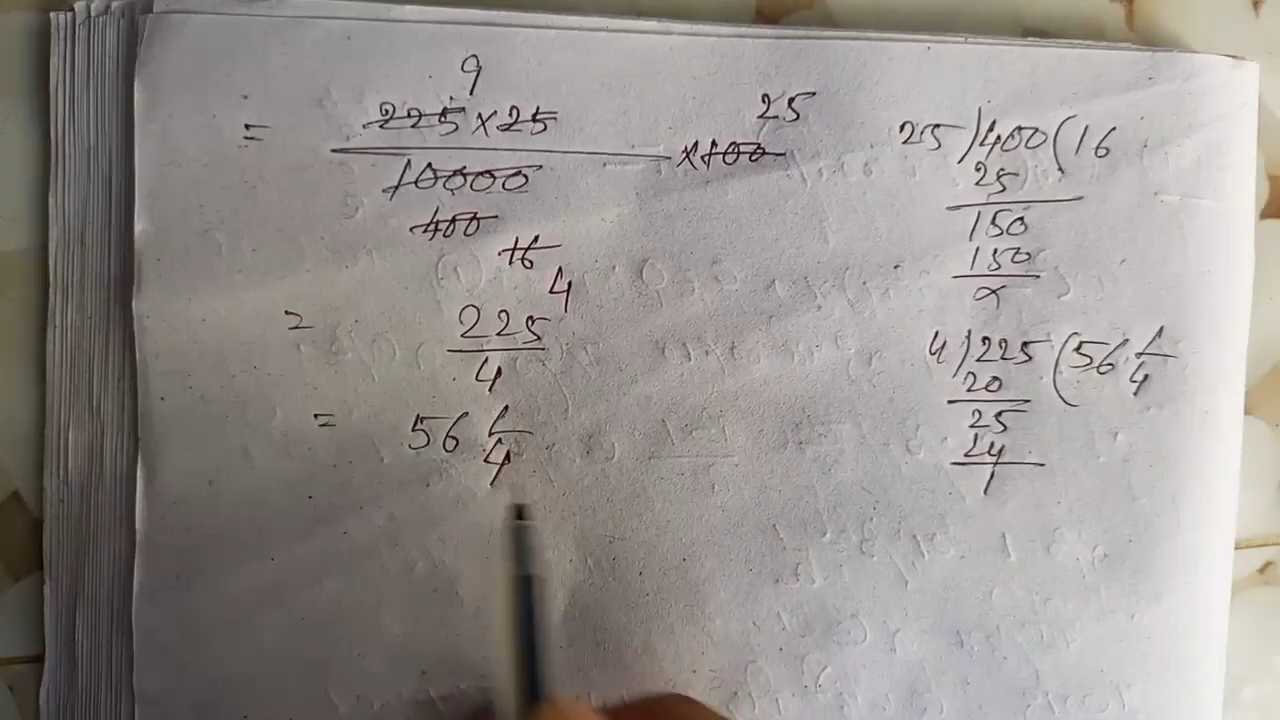 9
= 225 × 25 / 10000 × 100 25
400
16
4
= 225 / 4
= 56 1/4
25 ) 400 ( 16
25
150
150
×
4 ) 225 ( 56 1/4
20
25
24
1